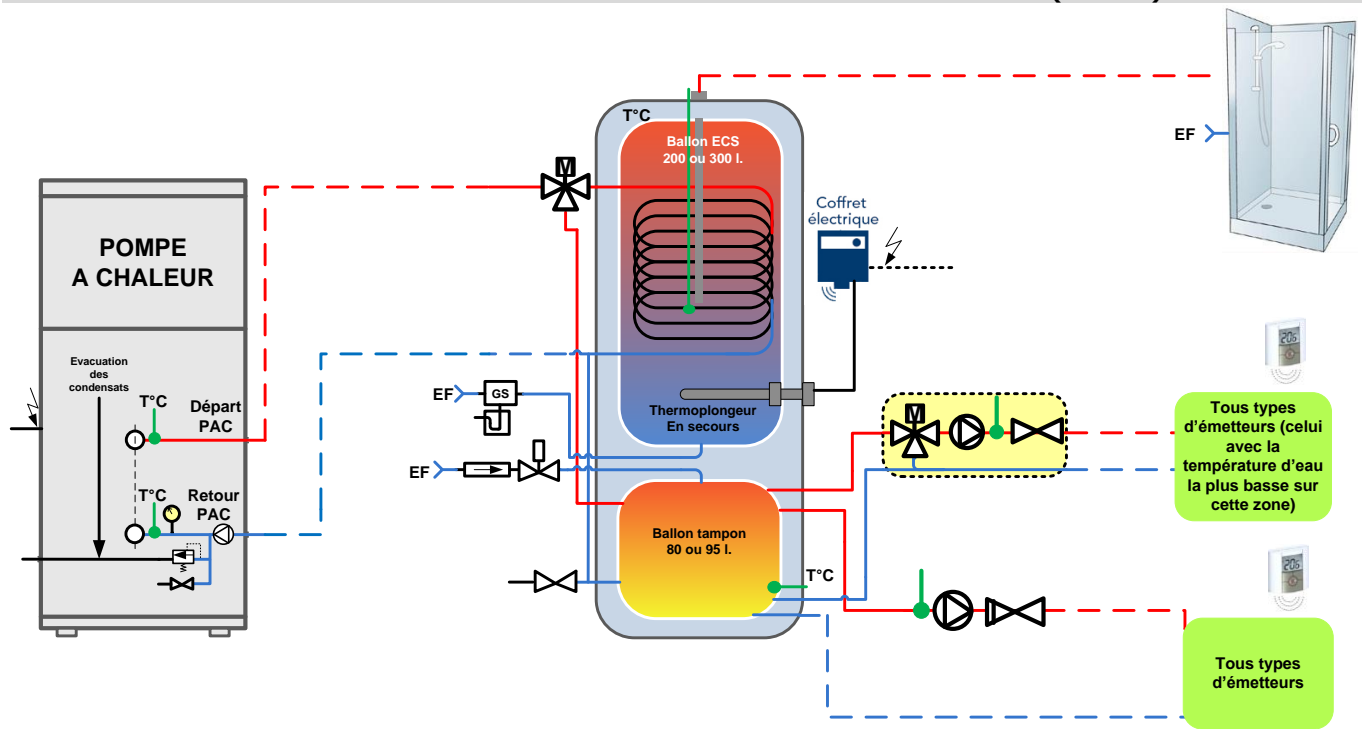 T°C
Ballon ECS
200 ou 300 l.
EF
M
Coffret
électrique
POMPE
A CHALEUR
Evacuation
des
condensats
T°C
Départ
PAC
EF
GS
Thermoplongeur
En secours
EF
M
Tous types
d'émetteurs (celui
avec la
température d'eau
la plus basse sur
cette zone)
T°C
Retour
PAC
Ballon tampon
80 ou 95 l.
T°C
Tous types
d'émetteurs